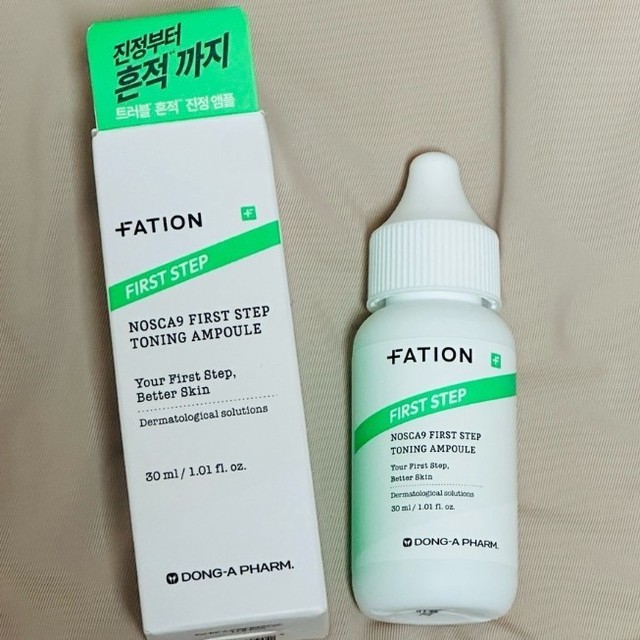 진정부터
흔적까지
트러블 흔적 진정 앰플
FATION
FIRST STEP
NOSCA9 FIRST STEP
TONING AMPOULE
Your First Step,
Better Skin
Dermatological solutions
30 ml / 1.01 fl. oz.
DONG-A PHARM.
FATION
FIRST STEP
NOSCA9 FIRST STEP
TONING AMPOULE
Your First Step,
Better Skin
Dermatological solutions
30 ml / 1.01 fl. oz.
DONG-A PHARM.